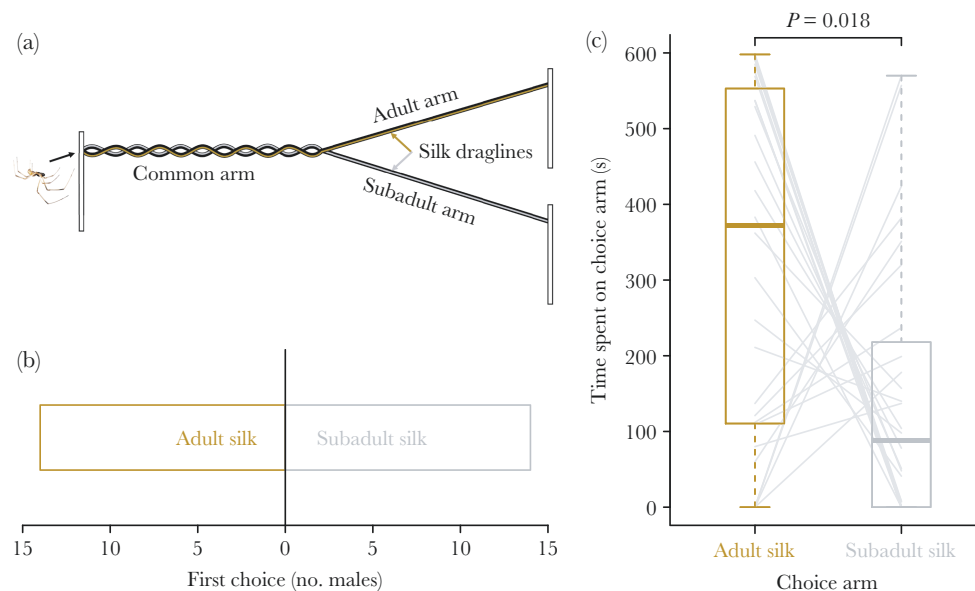 (a)
Adult arm
Silk draglines
Common arm
Subadult arm
(b)
Adult silk
Subadult silk
15
10
5
0
5
10
15
First choice (no. males)
(c)
P = 0.018
600
500
400
300
200
100
0
Time spent on choice arm (s)
Adult silk
Subadult silk
Choice arm